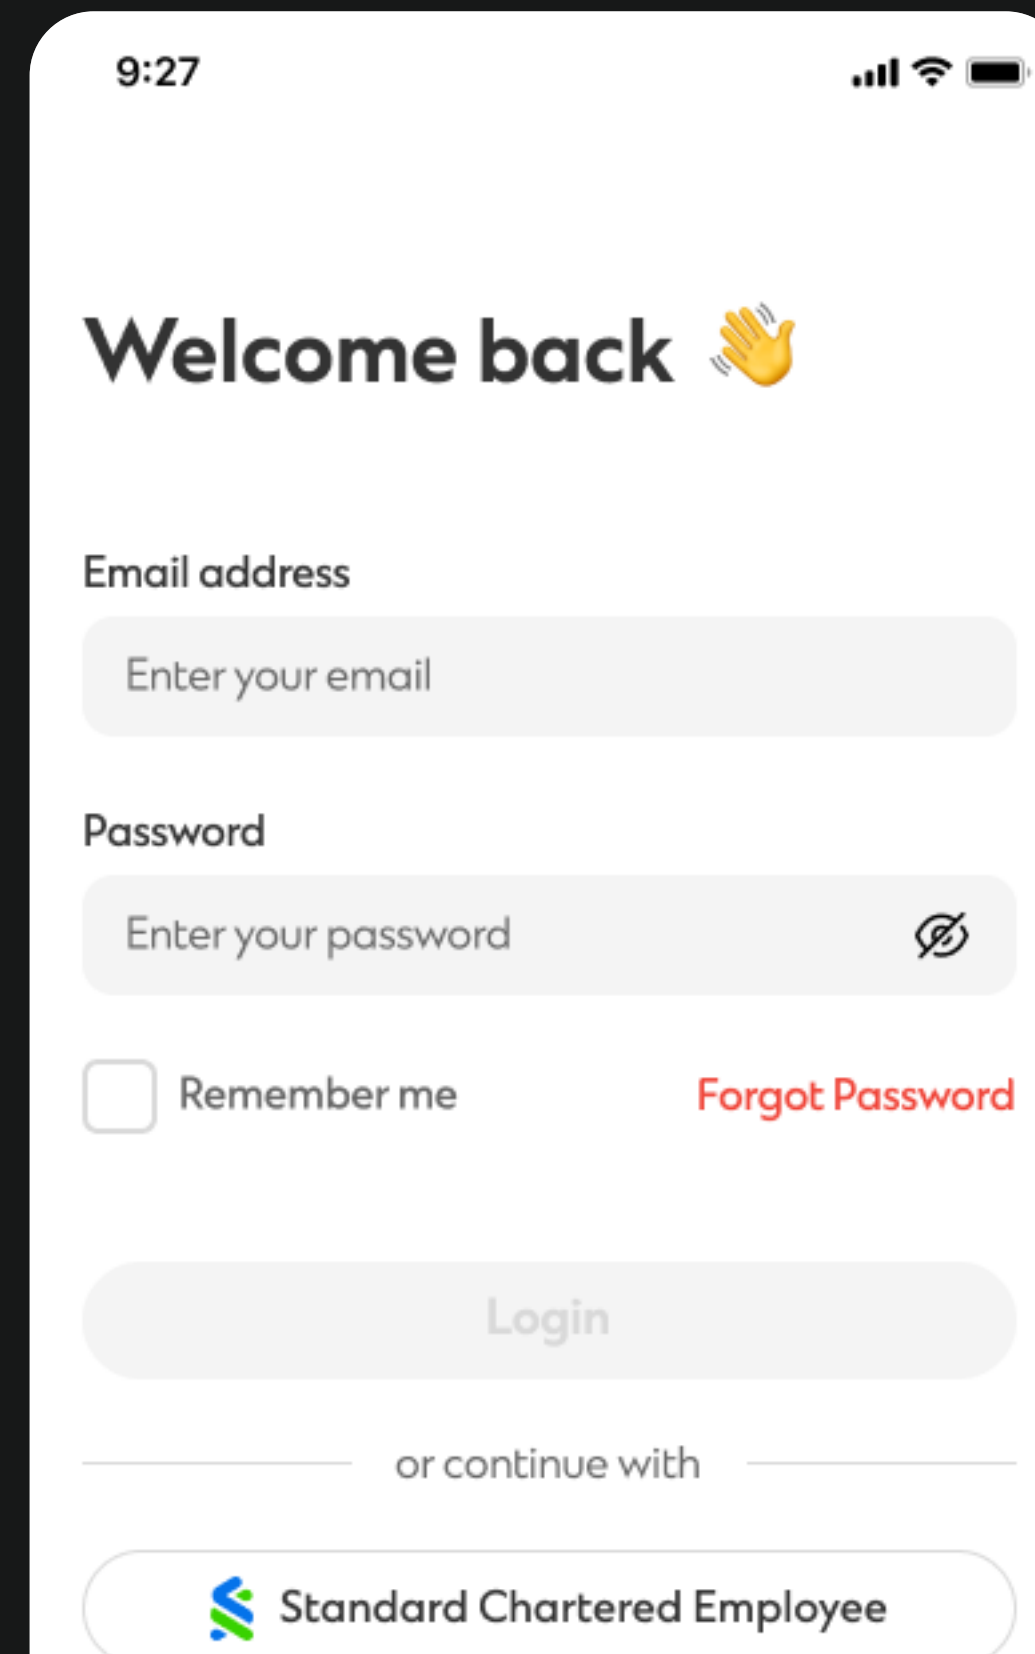 9:27
Welcome back 👋
Email address
Enter your email
Password
Enter your password
Remember me
Forgot Password
Login
or continue with
Standard Chartered Employee